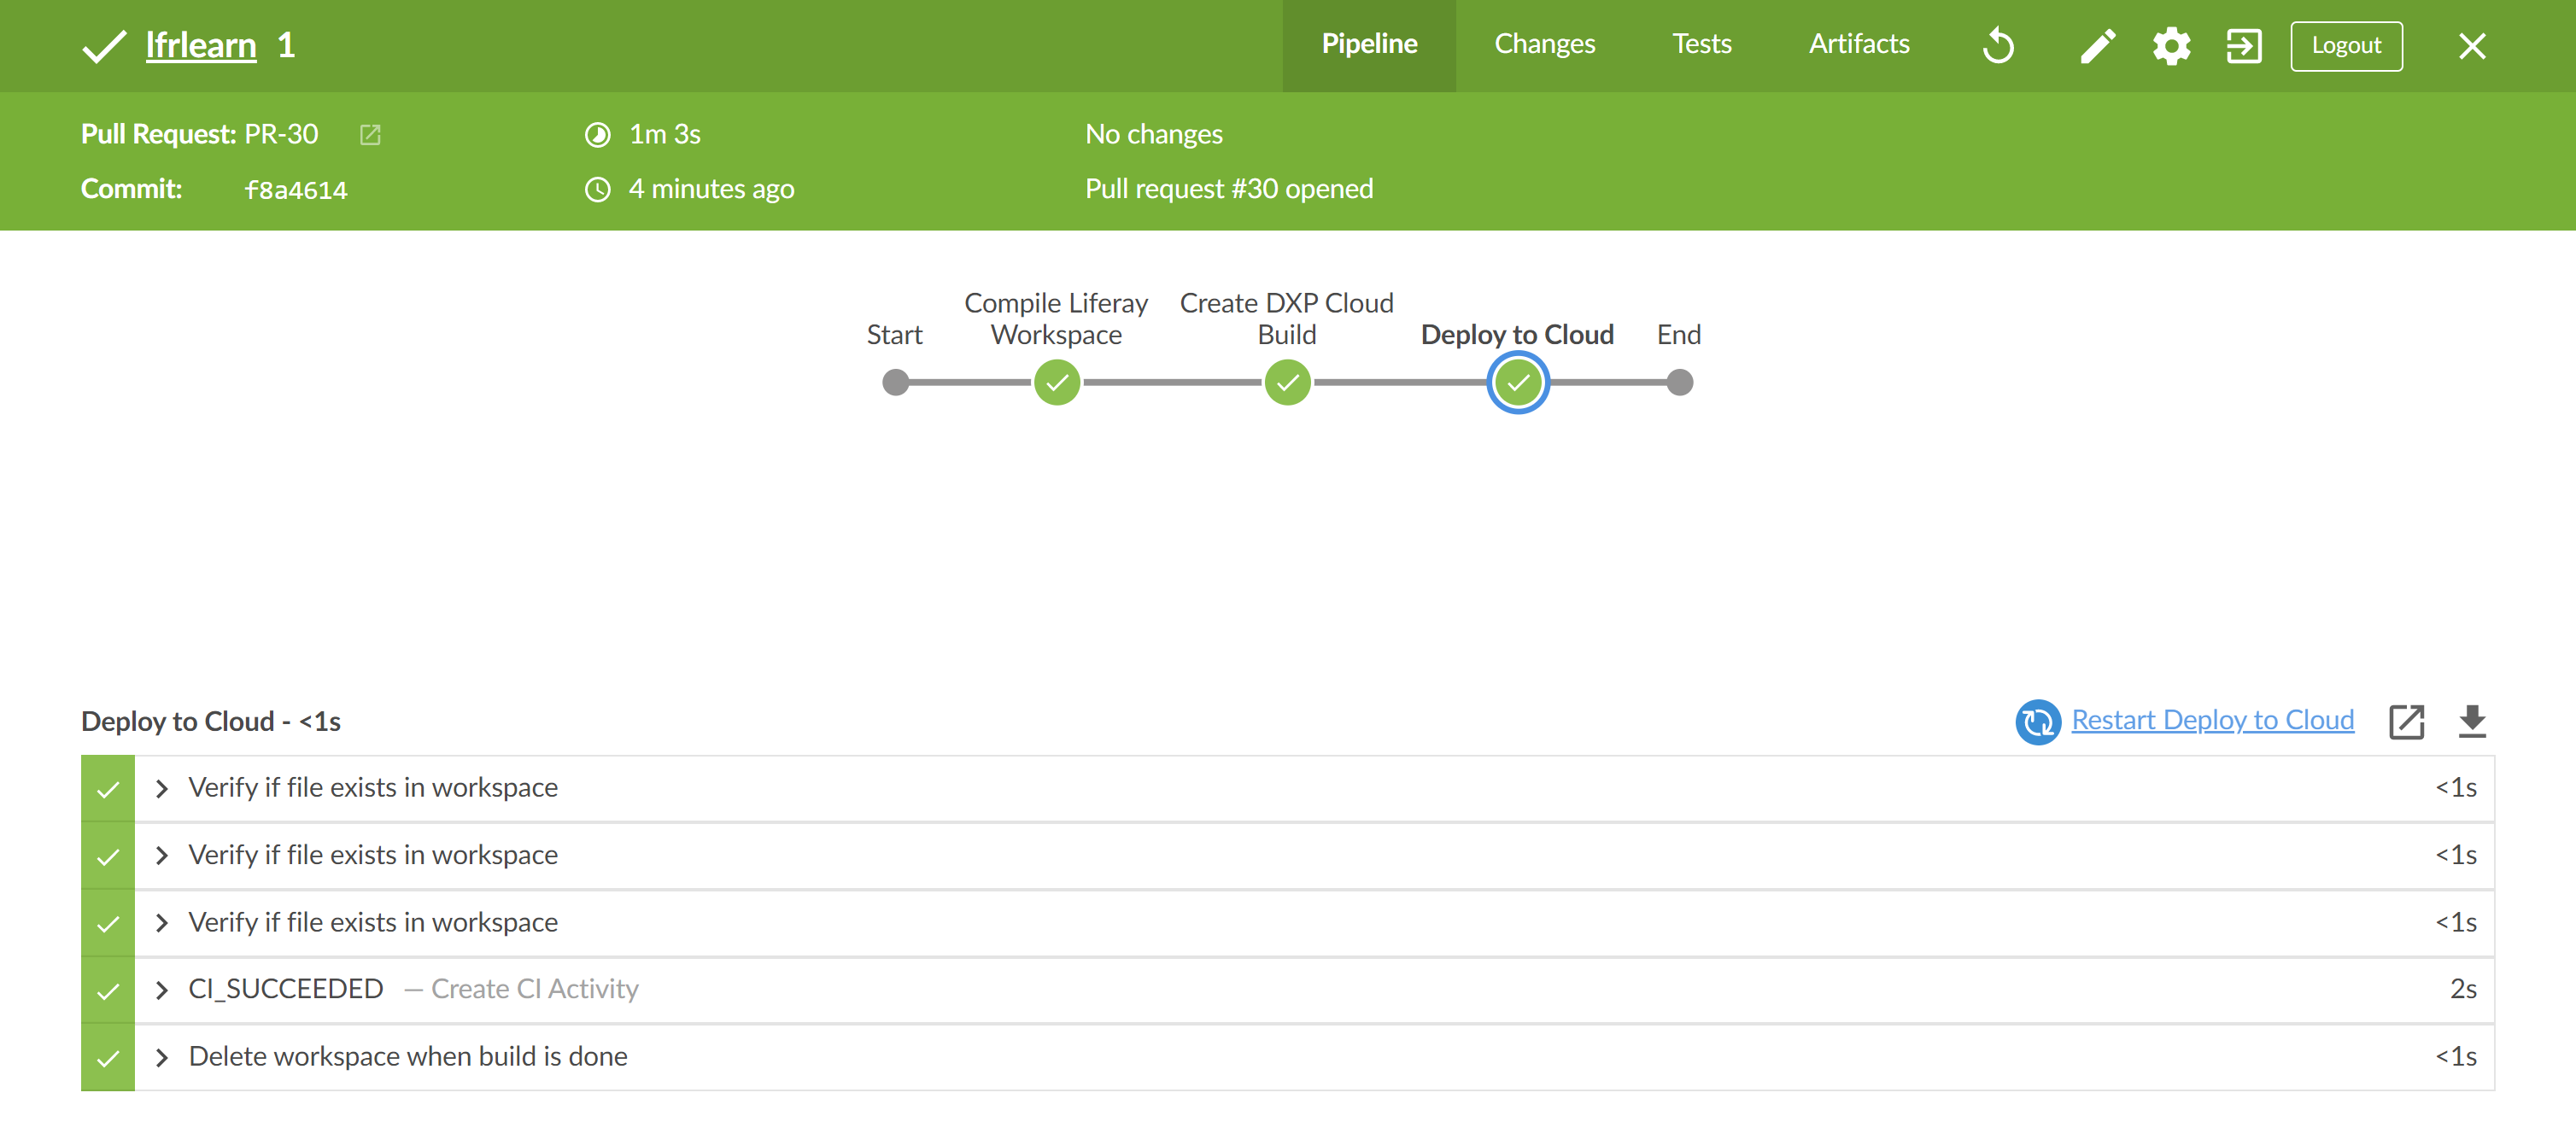 lfrlearn 1
Pipeline Changes Tests Artifacts Logout
Pull Request: PR-30 1m 3s No changes
Commit: f8a4614 4 minutes ago Pull request #30 opened
Start
Compile Liferay
Workspace
Create DXP Cloud
Build
Deploy to Cloud
End
Deploy to Cloud - <1s
Restart Deploy to Cloud
Verify if file exists in workspace <1s
Verify if file exists in workspace <1s
Verify if file exists in workspace <1s
CI_SUCCEEDED — Create CI Activity 2s
Delete workspace when build is done <1s